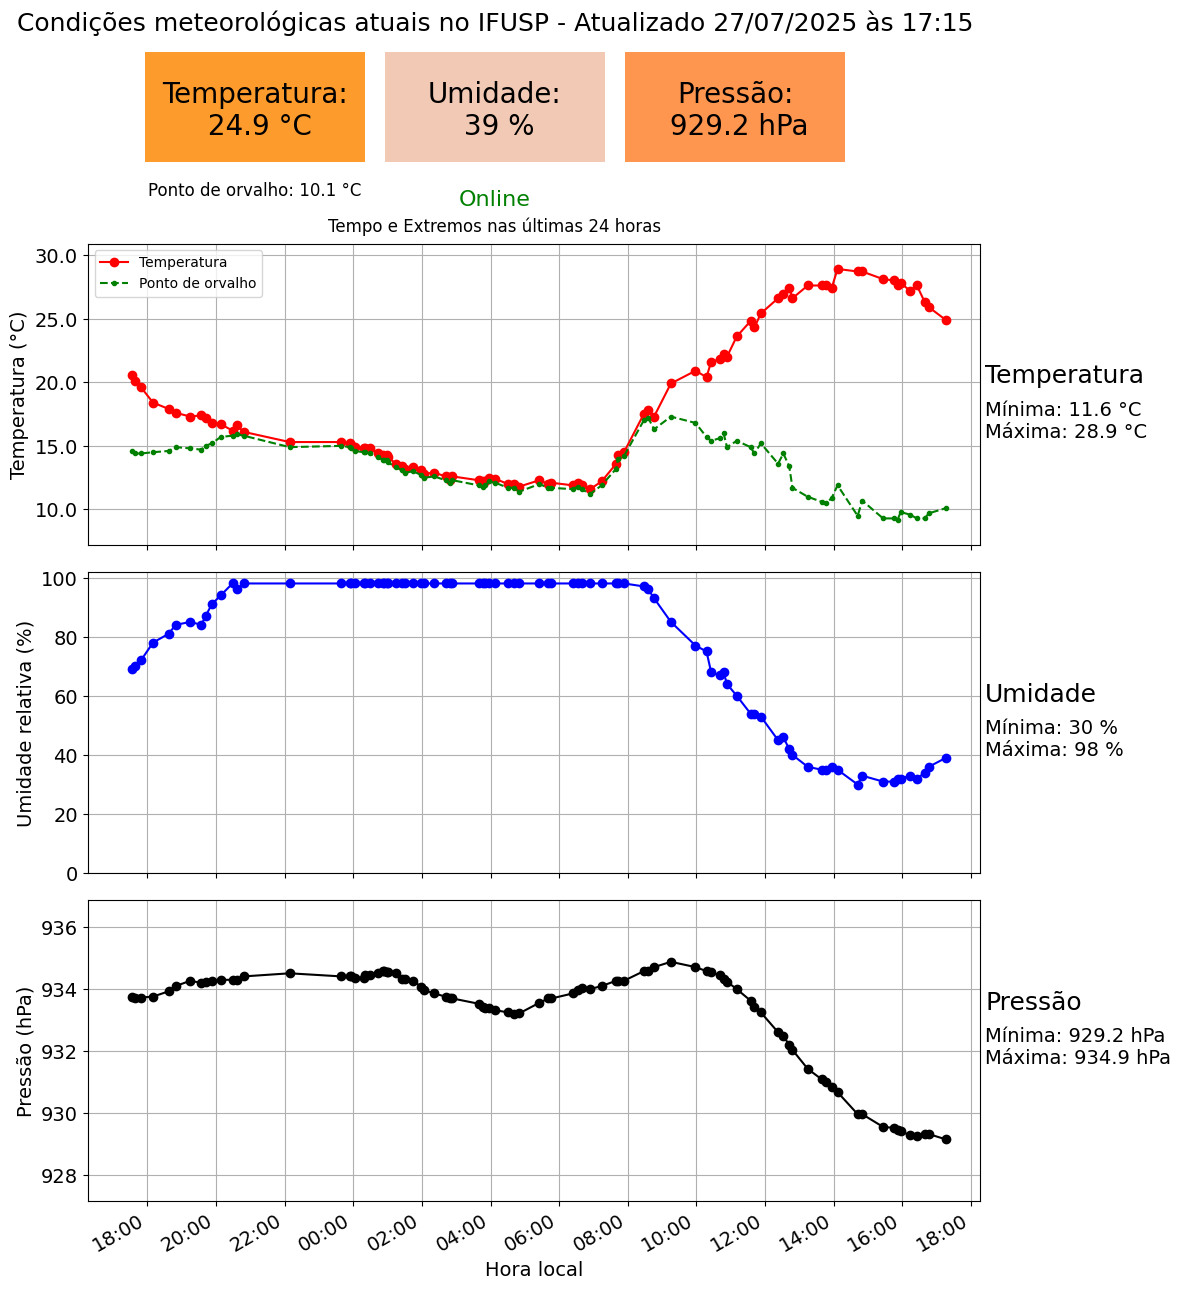 Condições meteorológicas atuais no IFUSP - Atualizado 27/07/2025 às 17:15
Temperatura:
24.9 °C
Umidade:
39 %
Pressão:
929.2 hPa
Ponto de orvalho: 10.1 °C
Online
Tempo e Extremos nas últimas 24 horas
Temperatura (°C)
30.0
25.0
20.0
15.0
10.0
Temperatura
Ponto de orvalho
Temperatura
Mínima: 11.6 °C
Máxima: 28.9 °C
Umidade relativa (%)
100
80
60
40
20
0
Umidade
Mínima: 30 %
Máxima: 98 %
Pressão (hPa)
936
934
932
930
928
Pressão
Mínima: 929.2 hPa
Máxima: 934.9 hPa
18:00 20:00 22:00 00:00 02:00 04:00 06:00 08:00 10:00 12:00 14:00 16:00 18:00
Hora local